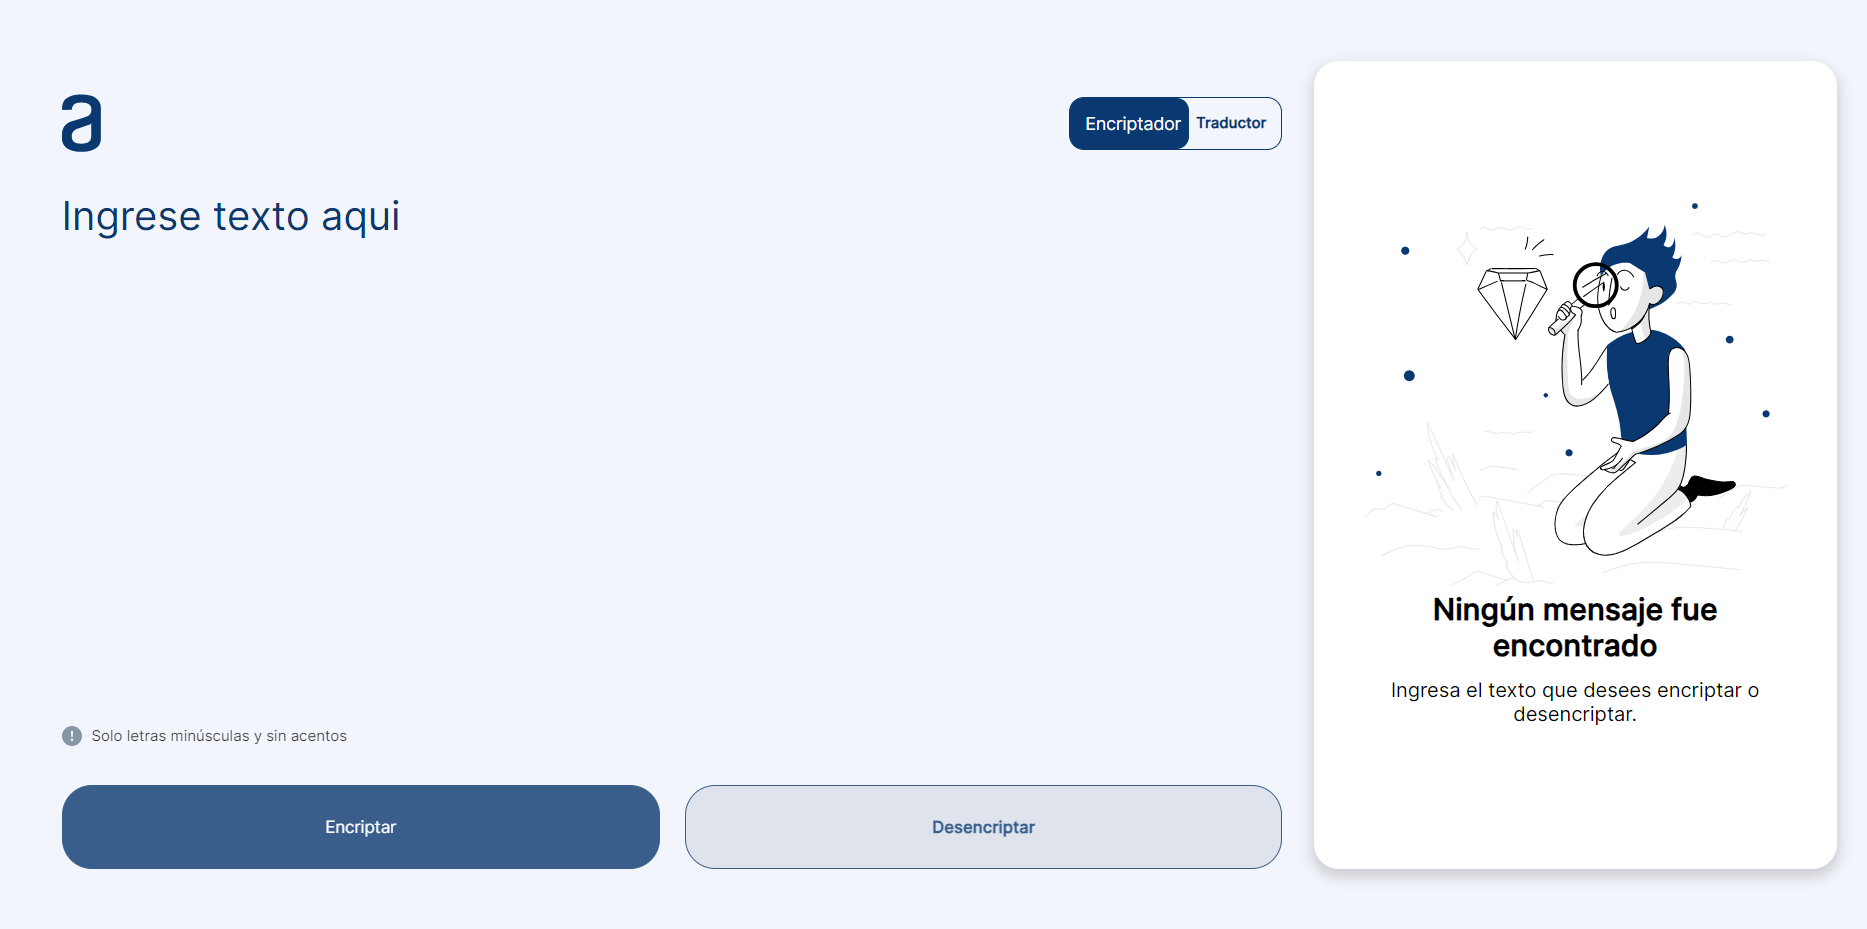 a
Encriptador Traductor
Ingrese texto aqui
Ningún mensaje fue
encontrado
Ingresa el texto que desees encriptar o
desencriptar.
! Solo letras minúsculas y sin acentos
Encriptar
Desencriptar